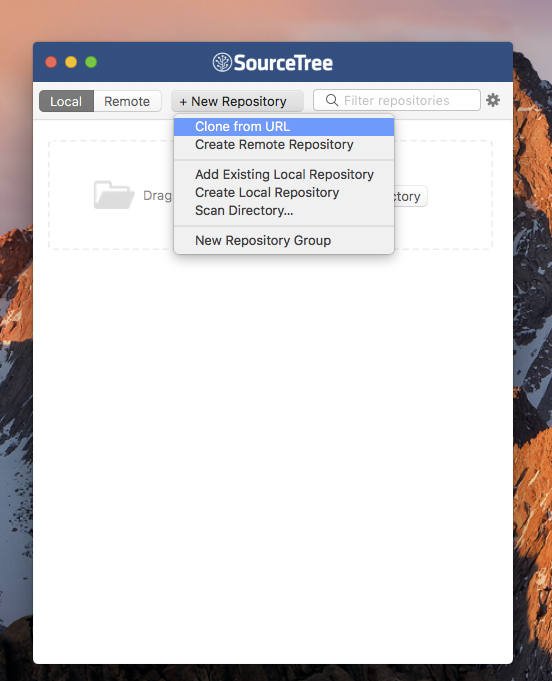 SourceTree
Local
Remote
+ New Repository
Filter repositories
Clone from URL
Create Remote Repository
Add Existing Local Repository
Create Local Repository
Scan Directory...
New Repository Group
Drag
ctory